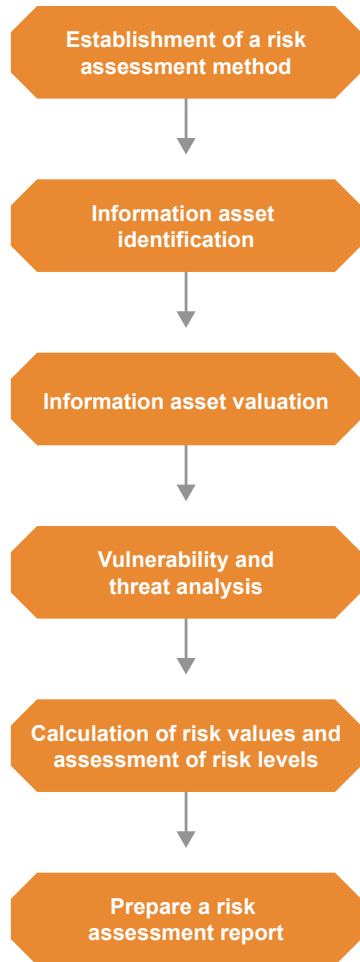 Establishment of a risk
assessment method
Information asset
identification
Information asset valuation
Vulnerability and
threat analysis
Calculation of risk values and
assessment of risk levels
Prepare a risk
assessment report